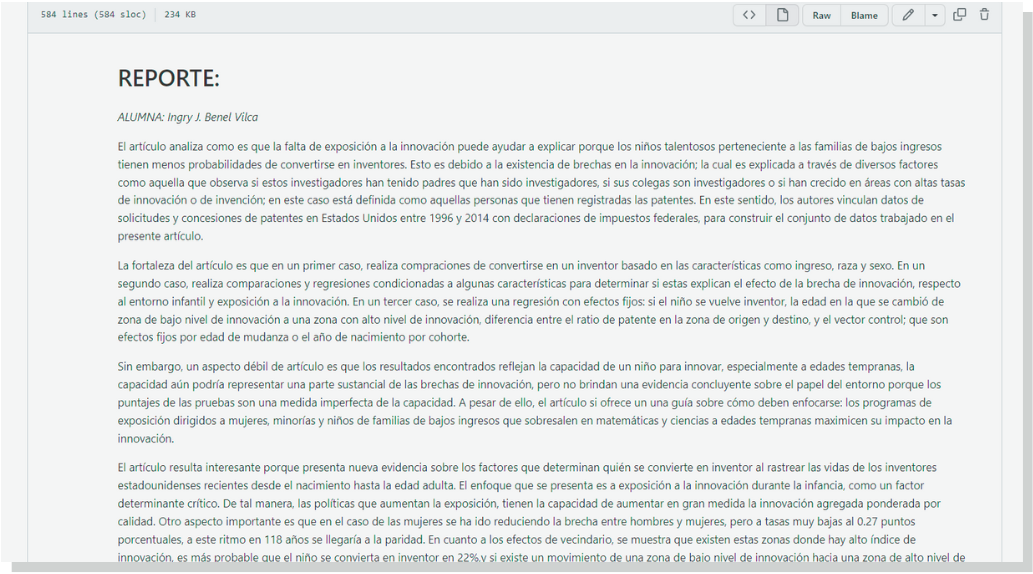 584 lines (584 sloc) 234 KB
<> Raw Blame
REPORTE:
ALUMNA: Ingry J. Benel Vilca
El artículo analiza como es que la falta de exposición a la innovación puede ayudar a explicar porque los niños talentosos perteneciente a las familias de bajos ingresos
tienen menos probabilidades de convertirse en inventores. Esto es debido a la existencia de brechas en la innovación; la cual es explicada a través de diversos factores
como aquella que observa si estos investigadores han tenido padres que han sido investigadores, si sus colegas son investigadores o si han crecido en áreas con altas tasas
de innovación o de invención; en este caso está definida como aquellas personas que tienen registradas las patentes. En este sentido, los autores vinculan datos de
solicitudes y concesiones de patentes en Estados Unidos entre 1996 y 2014 con declaraciones de impuestos federales, para construir el conjunto de datos trabajado en el
presente artículo.
La fortaleza del artículo es que en un primer caso, realiza compraciones de convertirse en un inventor basado en las características como ingreso, raza y sexo. En un
segundo caso, realiza comparaciones y regresiones condicionadas a algunas características para determinar si estas explican el efecto de la brecha de innovación, respecto
al entorno infantil y exposición a la innovación. En un tercer caso, se realiza una regresión con efectos fijos: si el niño se vuelve inventor, la edad en la que se cambió de
zona de bajo nivel de innovación a una zona con alto nivel de innovación, diferencia entre el ratio de patente en la zona de origen y destino, y el vector control; que son
efectos fijos por edad de mudanza o el año de nacimiento por cohorte.
Sin embargo, un aspecto débil de artículo es que los resultados encontrados reflejan la capacidad de un niño para innovar, especialmente a edades tempranas, la
capacidad aún podría representar una parte sustancial de las brechas de innovación, pero no brindan una evidencia concluyente sobre el papel del entorno porque los
puntajes de las pruebas son una medida imperfecta de la capacidad. A pesar de ello, el artículo si ofrece un una guía sobre cómo deben enfocarse: los programas de
exposición dirigidos a mujeres, minorías y niños de familias de bajos ingresos que sobresalen en matemáticas y ciencias a edades tempranas maximicen su impacto en la
innovación.
El artículo resulta interesante porque presenta nueva evidencia sobre los factores que determinan quién se convierte en inventor al rastrear las vidas de los inventores
estadounidenses recientes desde el nacimiento hasta la edad adulta. El enfoque que se presenta es a exposición a la innovación durante la infancia, como un factor
determinante crítico. De tal manera, las políticas que aumentan la exposición, tienen la capacidad de aumentar en gran medida la innovación agregada ponderada por
calidad. Otro aspecto importante es que en el caso de las mujeres se ha ido reduciendo la brecha entre hombres y mujeres, pero a tasas muy bajas al 0.27 puntos
porcentuales, a este ritmo en 118 años se llegaría a la paridad. En cuanto a los efectos de vecindario, se muestra que existen estas zonas donde hay alto índice de
innovación, es más probable que el niño se convierta en inventor en 22%.y si existe un movimiento de una zona de bajo nivel de innovación hacia una zona de alto nivel de